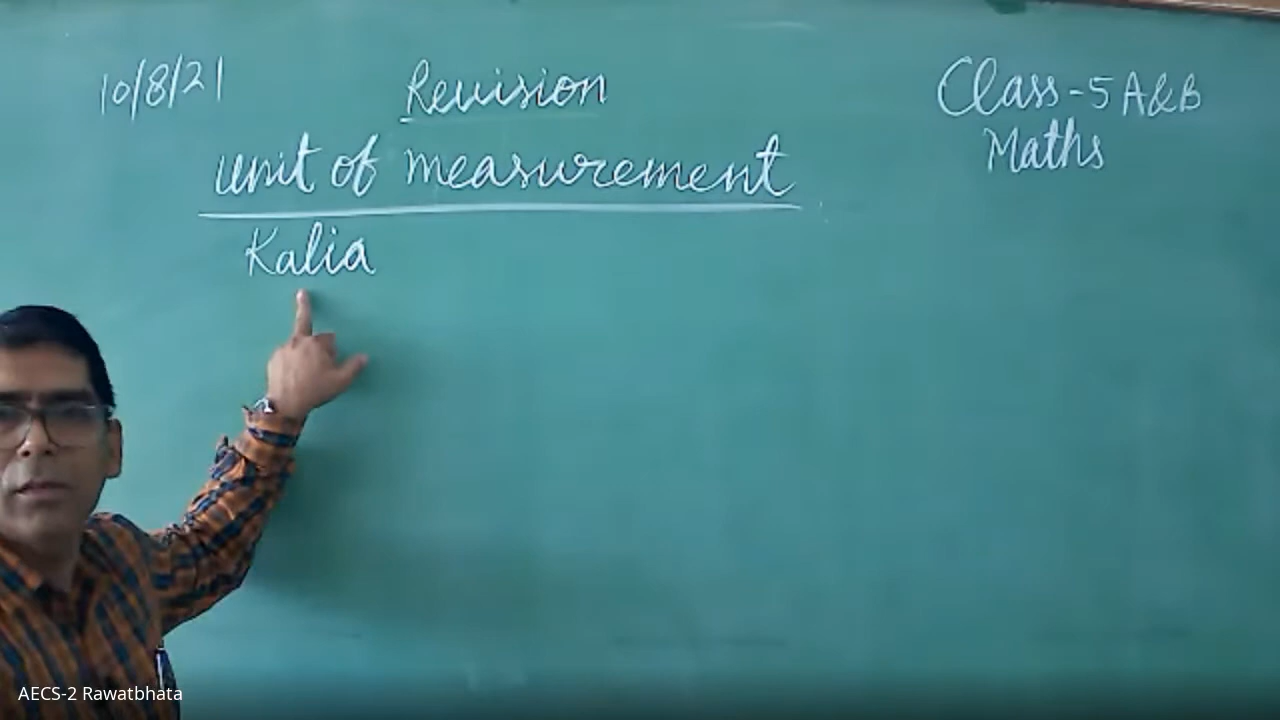 10/8/21 Revision Class-5 A&B
unit of measurement Maths
Kalia
AECS-2 Rawatbhata